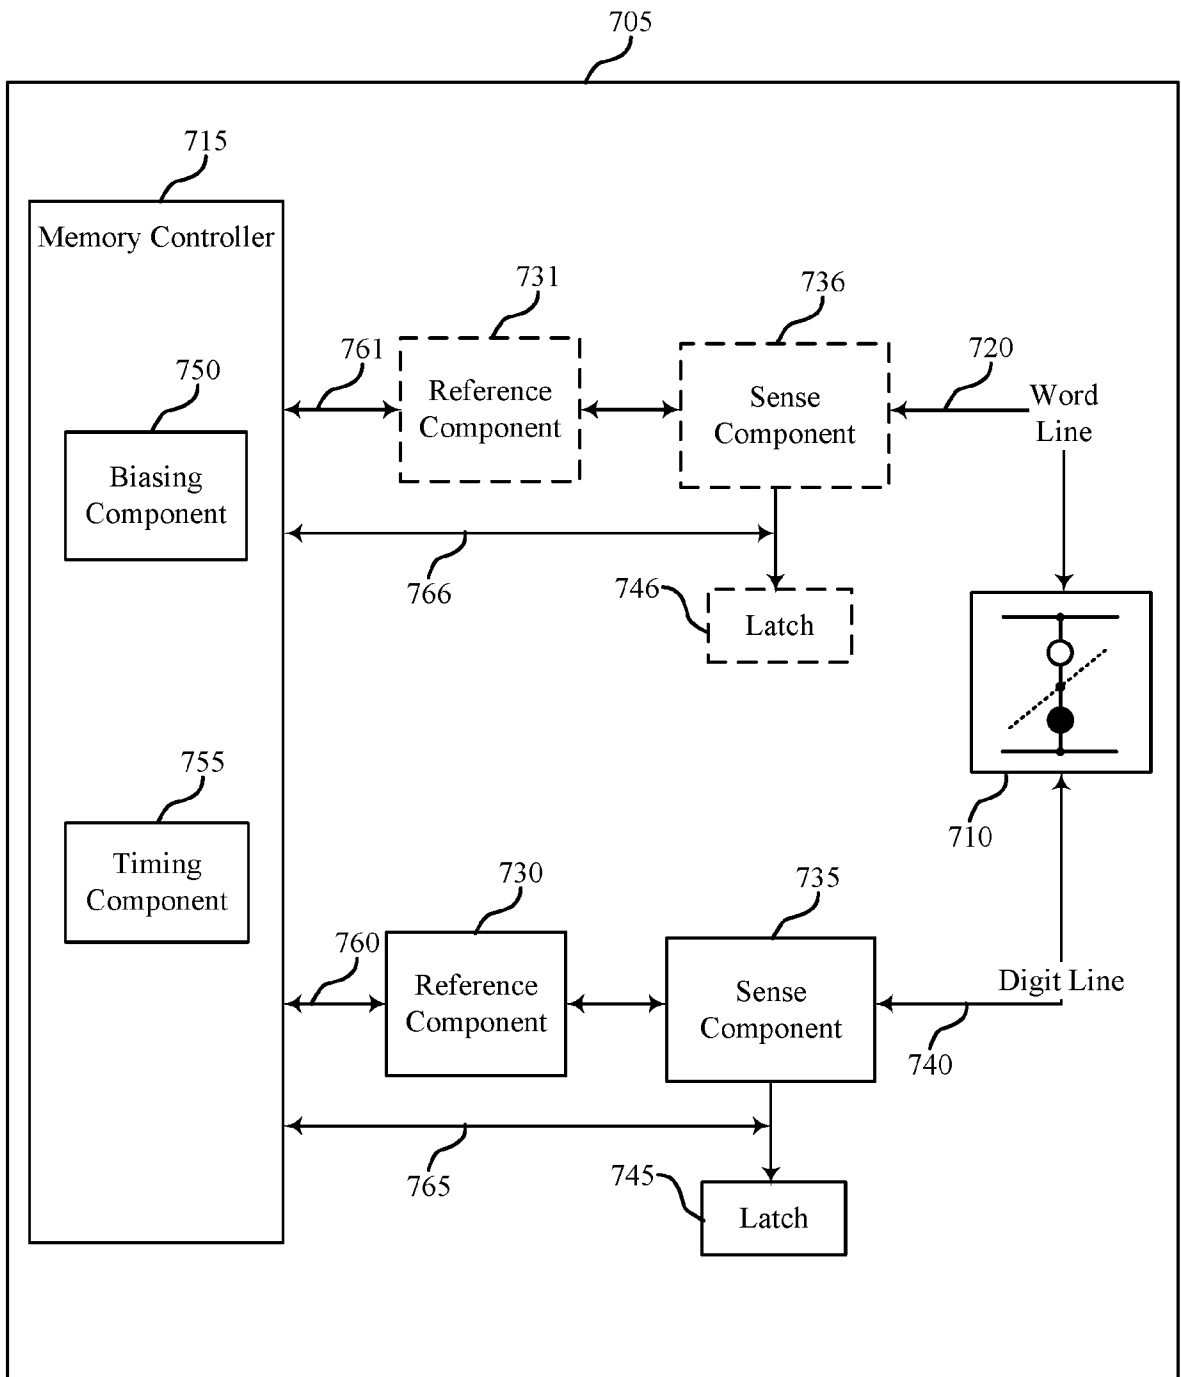 705
715
Memory Controller
731
736
761
720
750
Reference
Component
Sense
Component
Word
Line
Biasing
Component
766
746
Latch
755
710
Timing
Component
730
735
760
Reference
Component
Sense
Component
Digit Line
740
765
745
Latch